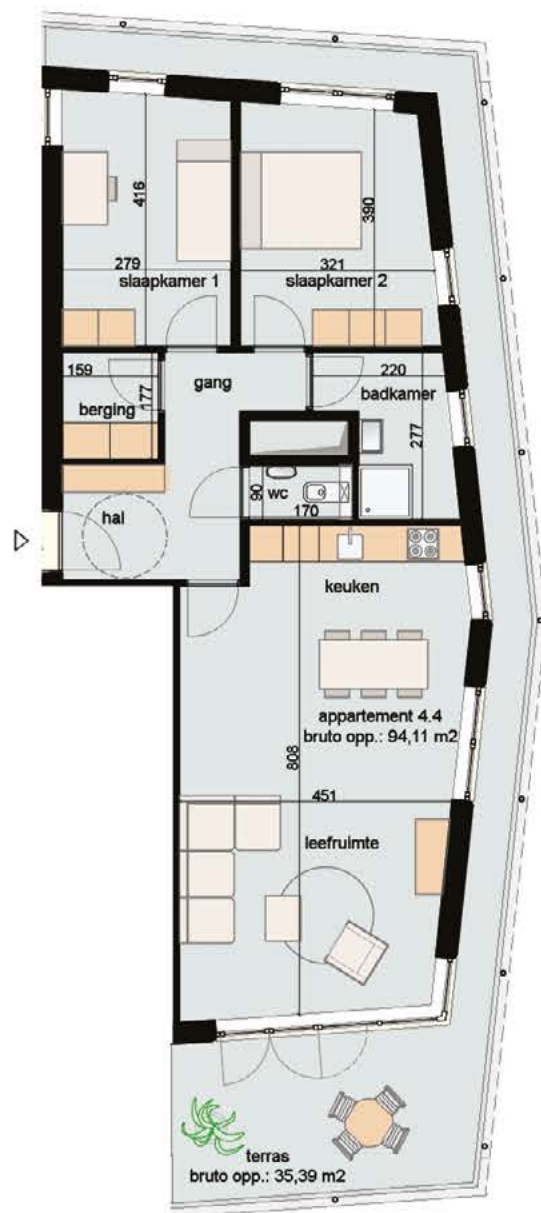 416
390
279
slaapkamer 1
321
slaapkamer 2
159
177
berging
gang
220
badkamer
277
hal
90
wc
170
keuken
appartement 4.4
bruto opp.: 94,11 m2
808
451
leefruimte
terras
bruto opp.: 35,39 m2